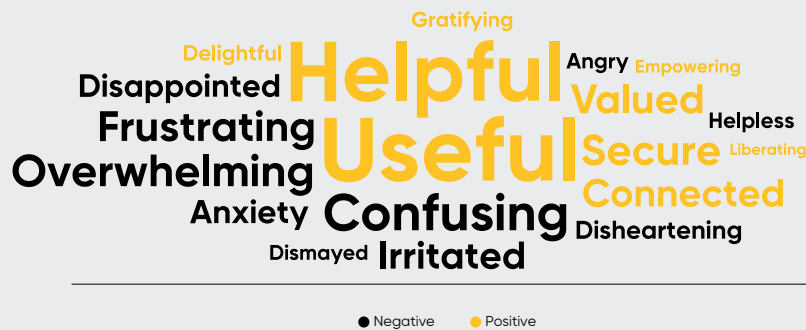 Gratifying
Delightful
Helpful
Angry
Empowering
Disappointed
Valued
Frustrating
Helpless
Useful
Secure
Liberating
Overwhelming
Connected
Anxiety
Confusing
Disheartening
Dismayed
Irritated
Negative
Positive